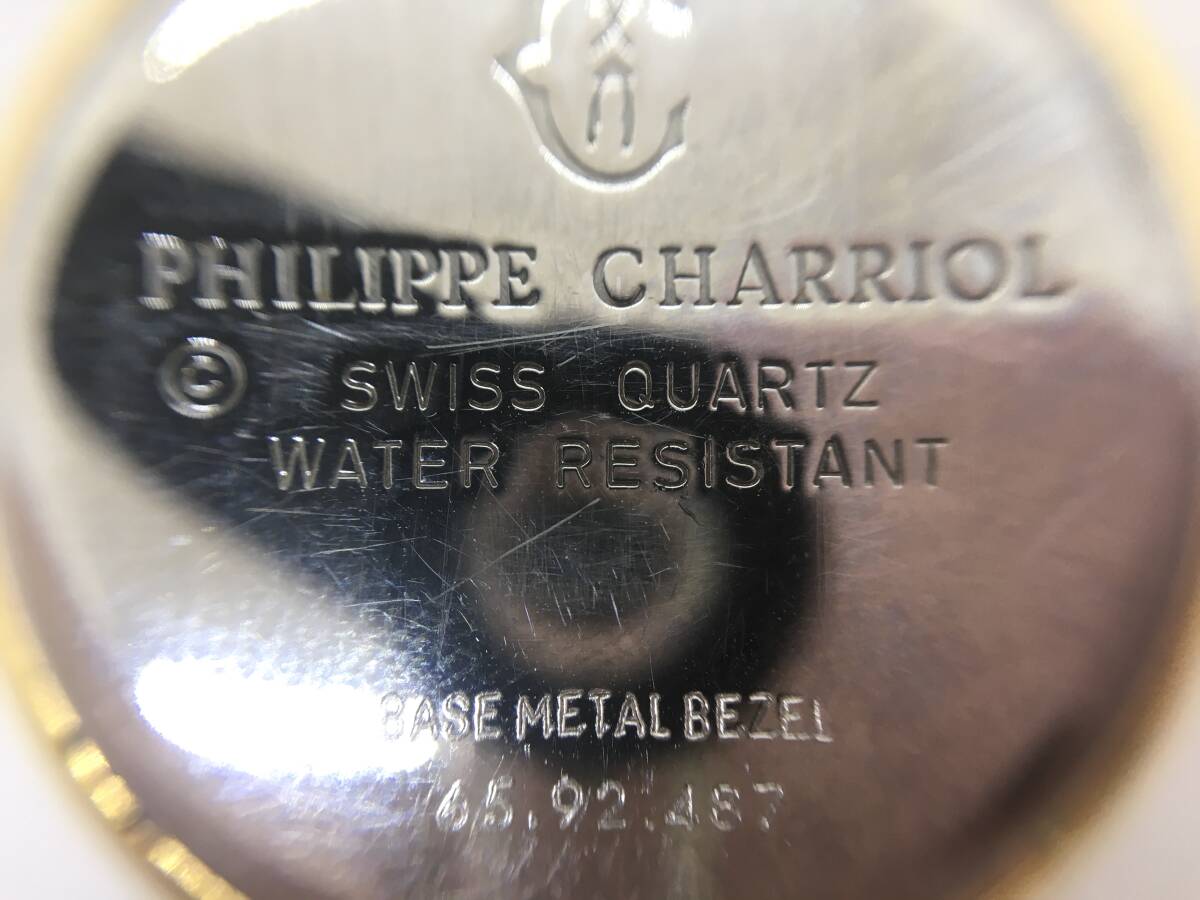 PHILIPPE CHARRIOL
© SWISS QUARTZ
WATER RESISTANT
BASE METAL BEZEL
65.92.487